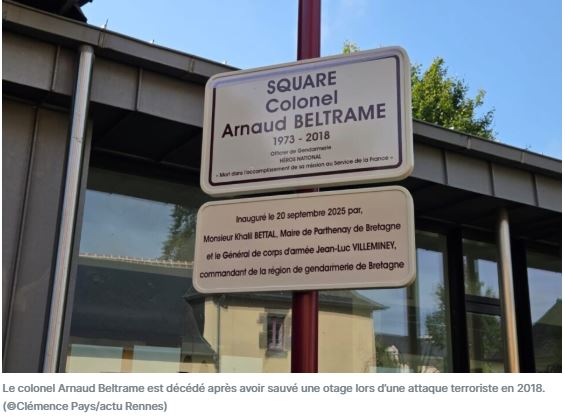 SQUARE
Colonel
Arnaud BELTRAME
1973 - 2018
Officier de Gendarmerie
HÉROS NATIONAL
« Mort dans l'accomplissement de sa mission au Service de la France »
Inauguré le 20 septembre 2025 par,
Monsieur Khalil BETTAL, Maire de Parthenay de Bretagne
et le Général de corps d'armée Jean-Luc VILLEMINEY,
commandant de la région de gendarmerie de Bretagne
Le colonel Arnaud Beltrame est décédé après avoir sauvé une otage lors d'une attaque terroriste en 2018.
(©Clémence Pays/actu Rennes)